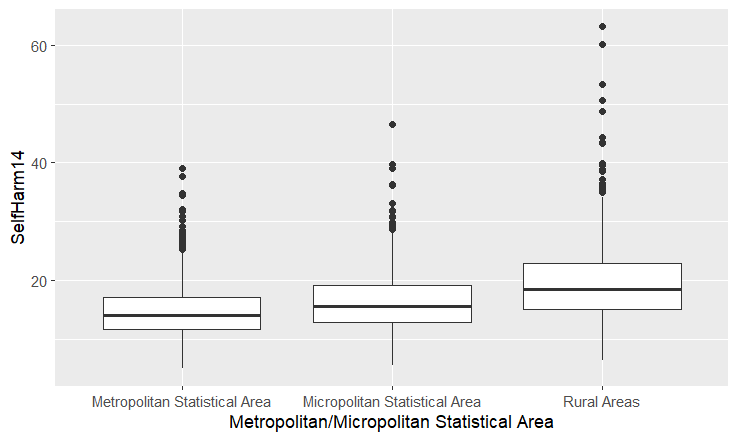 SelfHarm14
60
40
20
Metropolitan Statistical Area
Micropolitan Statistical Area
Rural Areas
Metropolitan/Micropolitan Statistical Area